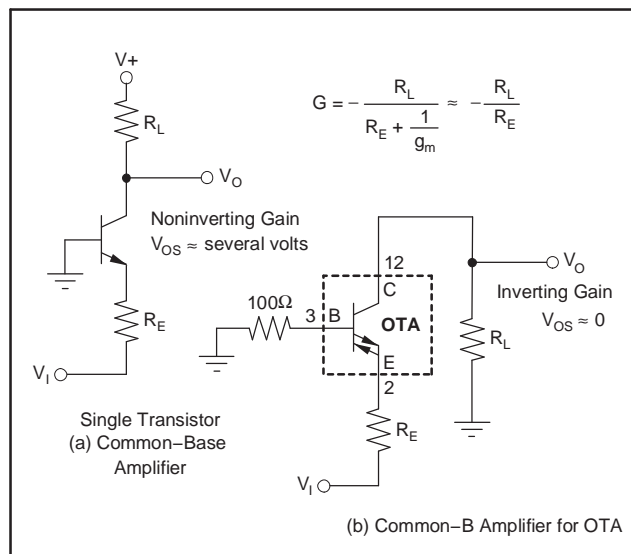 V+
R_L
V_O
Noninverting Gain
V_OS ≈ several volts
R_E
V_I
Single Transistor
(a) Common−Base
Amplifier
G = − R_L / (R_E + 1/g_m) ≈ − R_L / R_E
12
C
V_O
100Ω
3
B
OTA
Inverting Gain
V_OS ≈ 0
R_L
E
2
R_E
V_I
(b) Common−B Amplifier for OTA